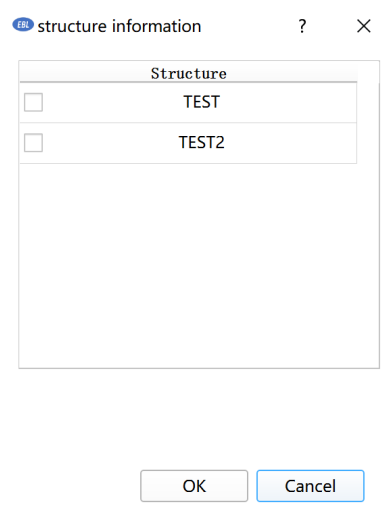 EBL structure information ?
Structure
TEST
TEST2
OK Cancel